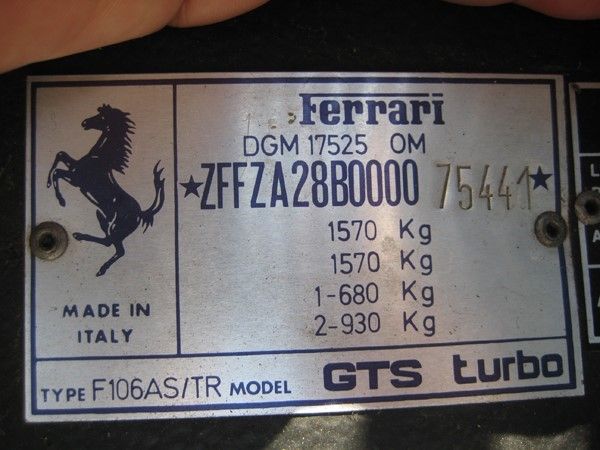 Ferrari
DGM 17525 OM
★ZFFZA28B0000 75441★
1570 Kg
1570 Kg
1-680 Kg
2-930 Kg
MADE IN
ITALY
TYPE F106AS/TR MODEL GTS turbo